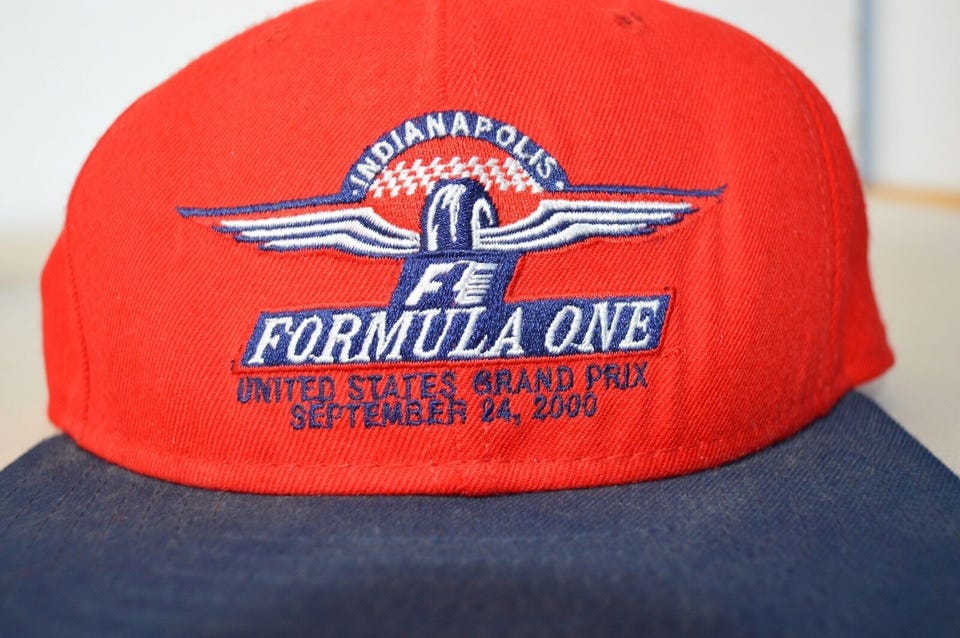 ·INDIANAPOLIS·
F1
FORMULA ONE
UNITED STATES GRAND PRIX
SEPTEMBER 24, 2000